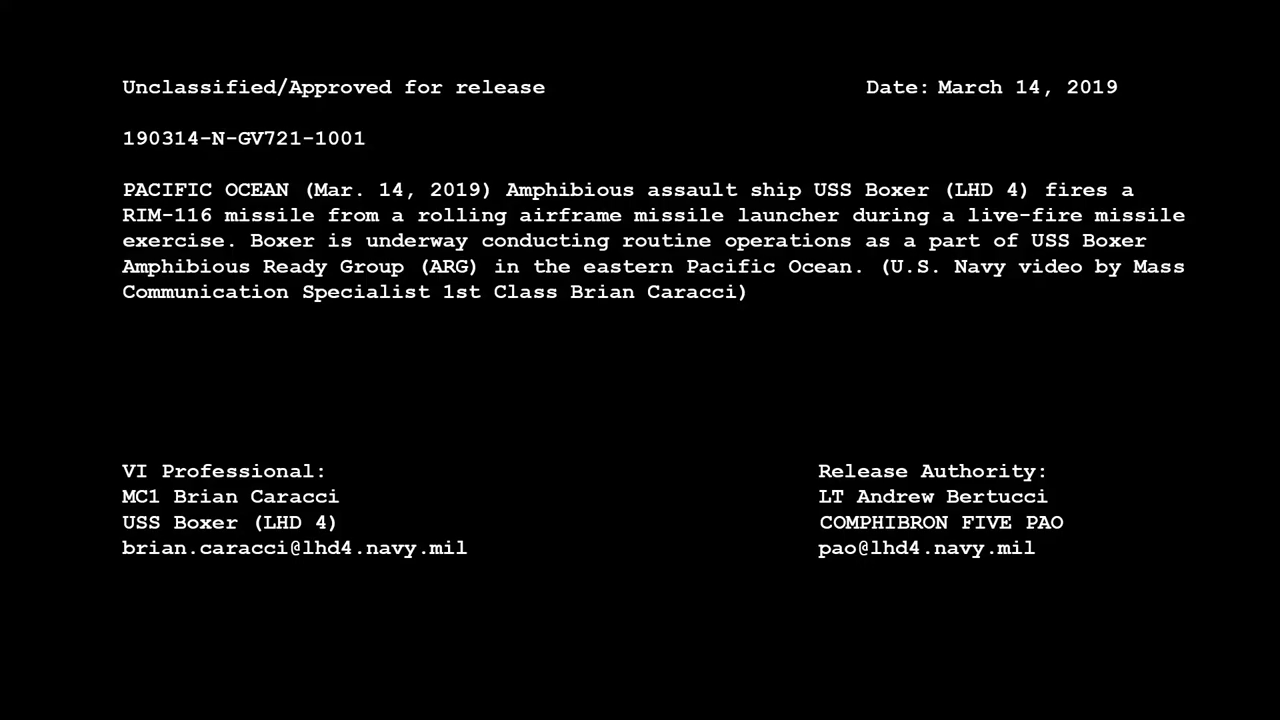 Unclassified/Approved for release Date: March 14, 2019
190314-N-GV721-1001
PACIFIC OCEAN (Mar. 14, 2019) Amphibious assault ship USS Boxer (LHD 4) fires a
RIM-116 missile from a rolling airframe missile launcher during a live-fire missile
exercise. Boxer is underway conducting routine operations as a part of USS Boxer
Amphibious Ready Group (ARG) in the eastern Pacific Ocean. (U.S. Navy video by Mass
Communication Specialist 1st Class Brian Caracci)
VI Professional:
MC1 Brian Caracci
USS Boxer (LHD 4)
brian.caracci@lhd4.navy.mil
Release Authority:
LT Andrew Bertucci
COMPHIBRON FIVE PAO
pao@lhd4.navy.mil